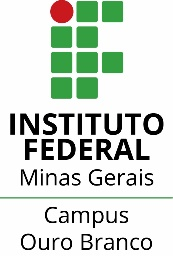 INSTITUTO
FEDERAL
Minas Gerais
Campus
Ouro Branco